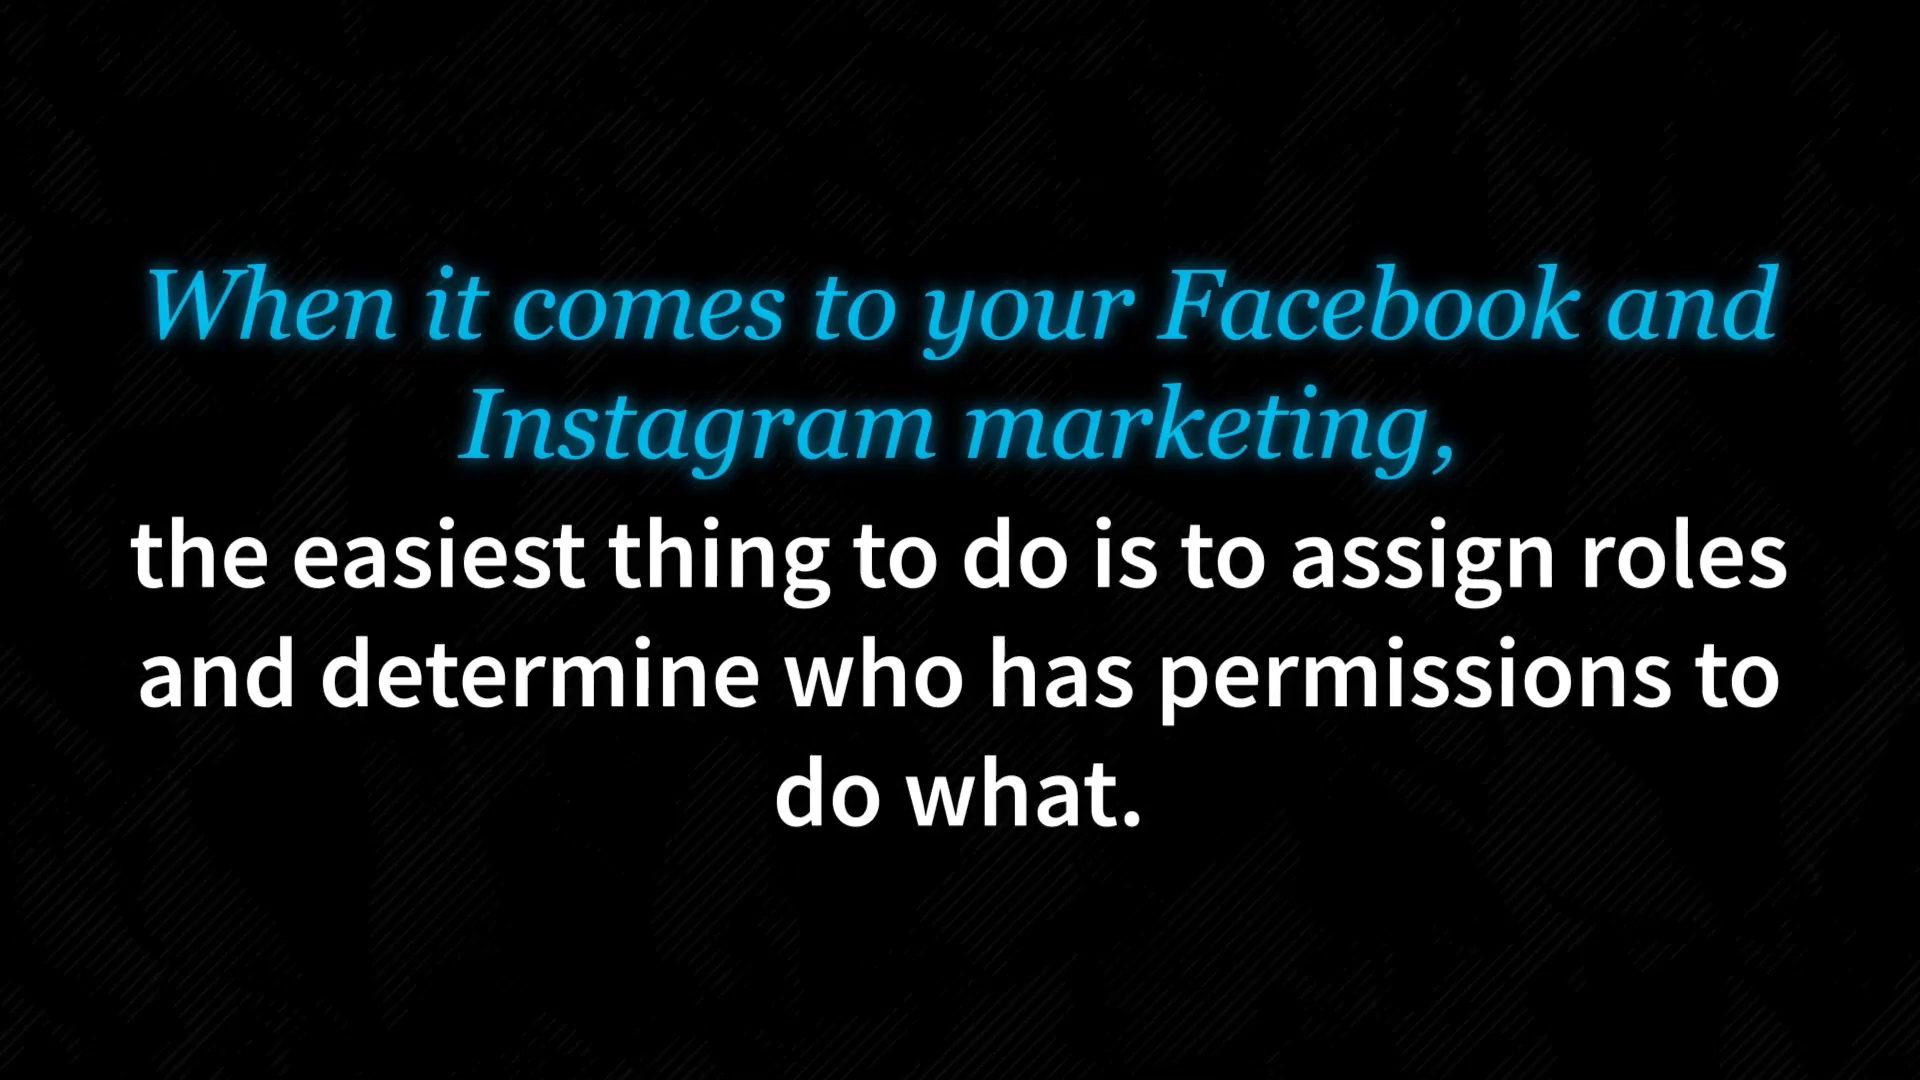 When it comes to your Facebook and
Instagram marketing,
the easiest thing to do is to assign roles
and determine who has permissions to
do what.